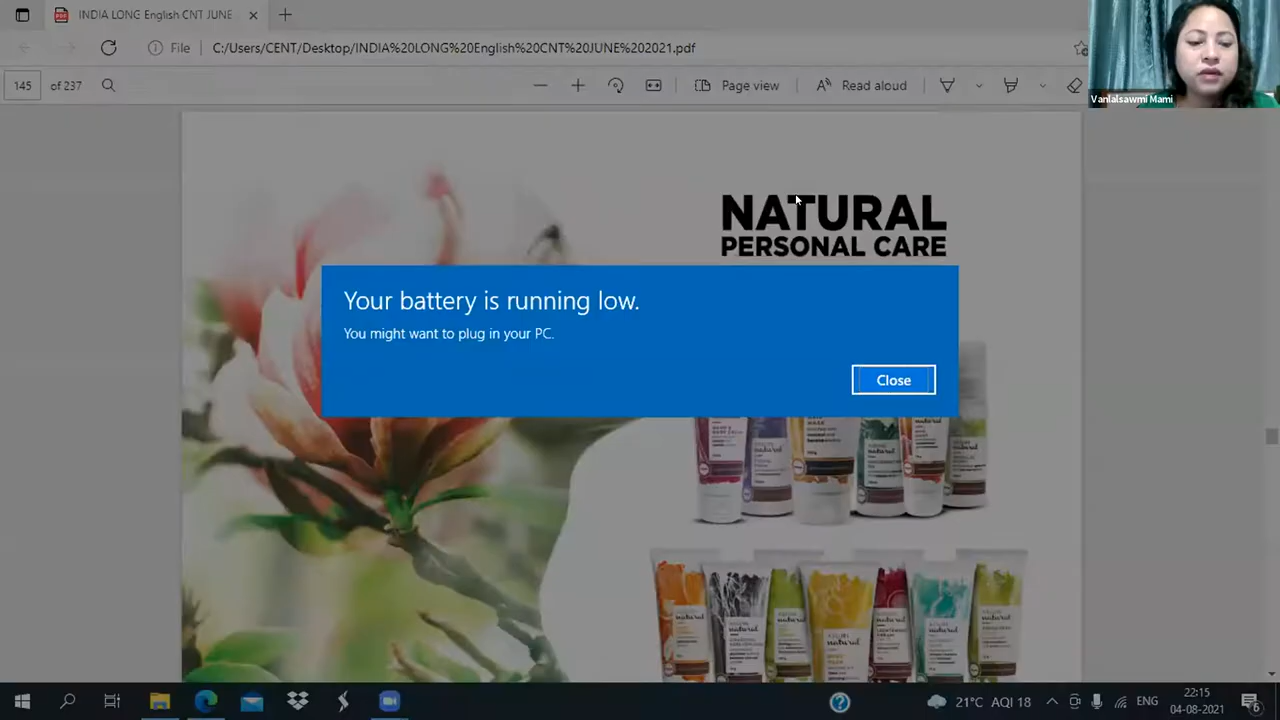 INDIA LONG English CNT JUNE
File
C:/Users/CENT/Desktop/INDIA%20LONG%20English%20CNT%20JUNE%202021.pdf
145 of 237
Page view
Read aloud
Vanlalsawmi Mami
NATURAL
PERSONAL CARE
Your battery is running low.
You might want to plug in your PC.
Close
21°C AQI 18
ENG
22:15
04-08-2021
6